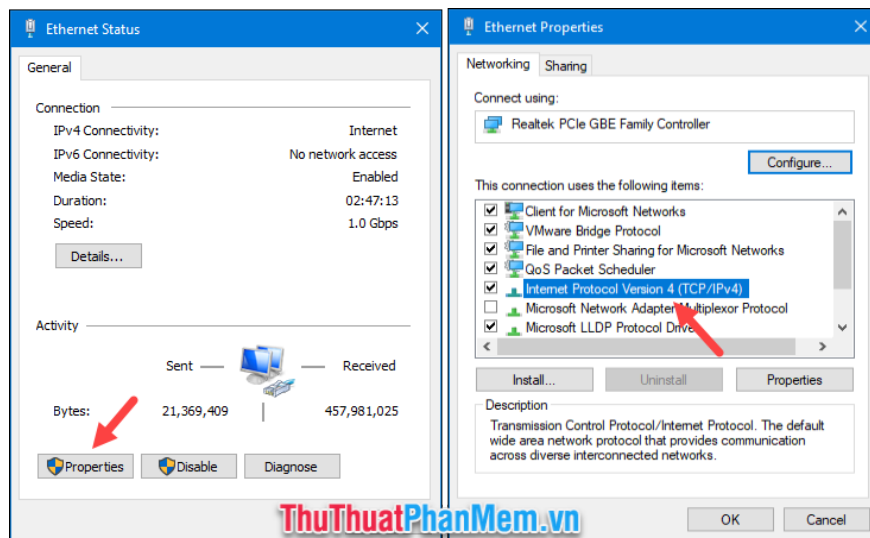 Ethernet Status
General
Connection
IPv4 Connectivity: Internet
IPv6 Connectivity: No network access
Media State: Enabled
Duration: 02:47:13
Speed: 1.0 Gbps
Details...
Activity
Sent Received
Bytes: 21,369,409 457,981,025
Properties Disable Diagnose
Ethernet Properties
Networking Sharing
Connect using:
Realtek PCIe GBE Family Controller
Configure...
This connection uses the following items:
Client for Microsoft Networks
VMware Bridge Protocol
File and Printer Sharing for Microsoft Networks
QoS Packet Scheduler
Internet Protocol Version 4 (TCP/IPv4)
Microsoft Network Adapter Multiplexor Protocol
Microsoft LLDP Protocol Driver
Install... Uninstall Properties
Description
Transmission Control Protocol/Internet Protocol. The default
wide area network protocol that provides communication
across diverse interconnected networks.
OK Cancel
ThuThuatPhanMem.vn